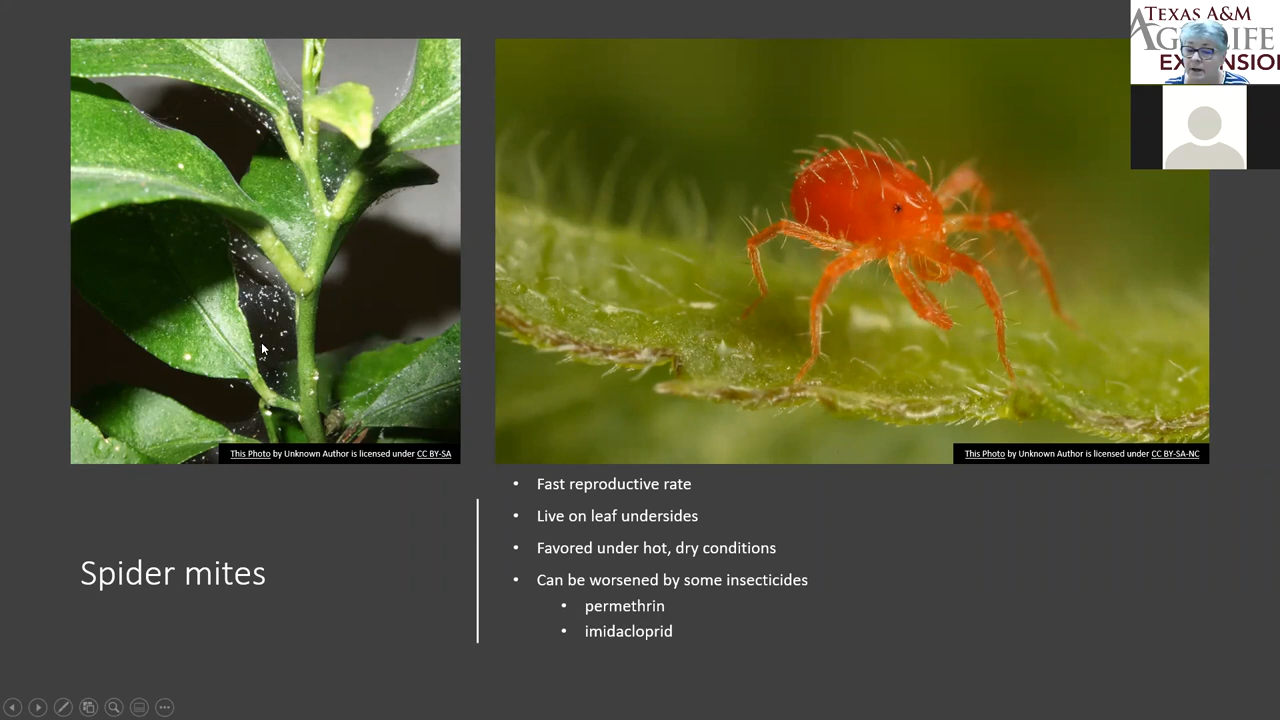 TEXAS A&M
EXTENSION
This Photo by Unknown Author is licensed under CC BY-SA
This Photo by Unknown Author is licensed under CC BY-SA-NC
Spider mites
• Fast reproductive rate
• Live on leaf undersides
• Favored under hot, dry conditions
• Can be worsened by some insecticides
• permethrin
• imidacloprid